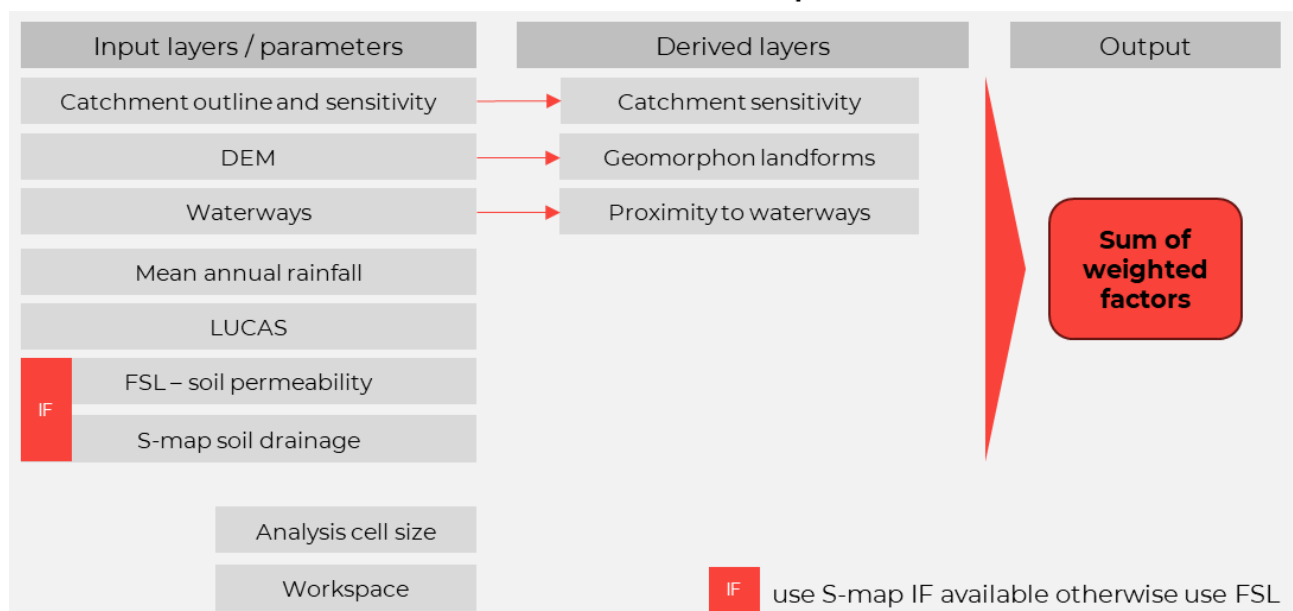 Input layers / parameters
Derived layers
Output
Catchment outline and sensitivity
Catchment sensitivity
DEM
Geomorphon landforms
Waterways
Proximity to waterways
Mean annual rainfall
LUCAS
FSL – soil permeability
IF
S-map soil drainage
Sum of
weighted
factors
Analysis cell size
Workspace
IF
use S-map IF available otherwise use FSL